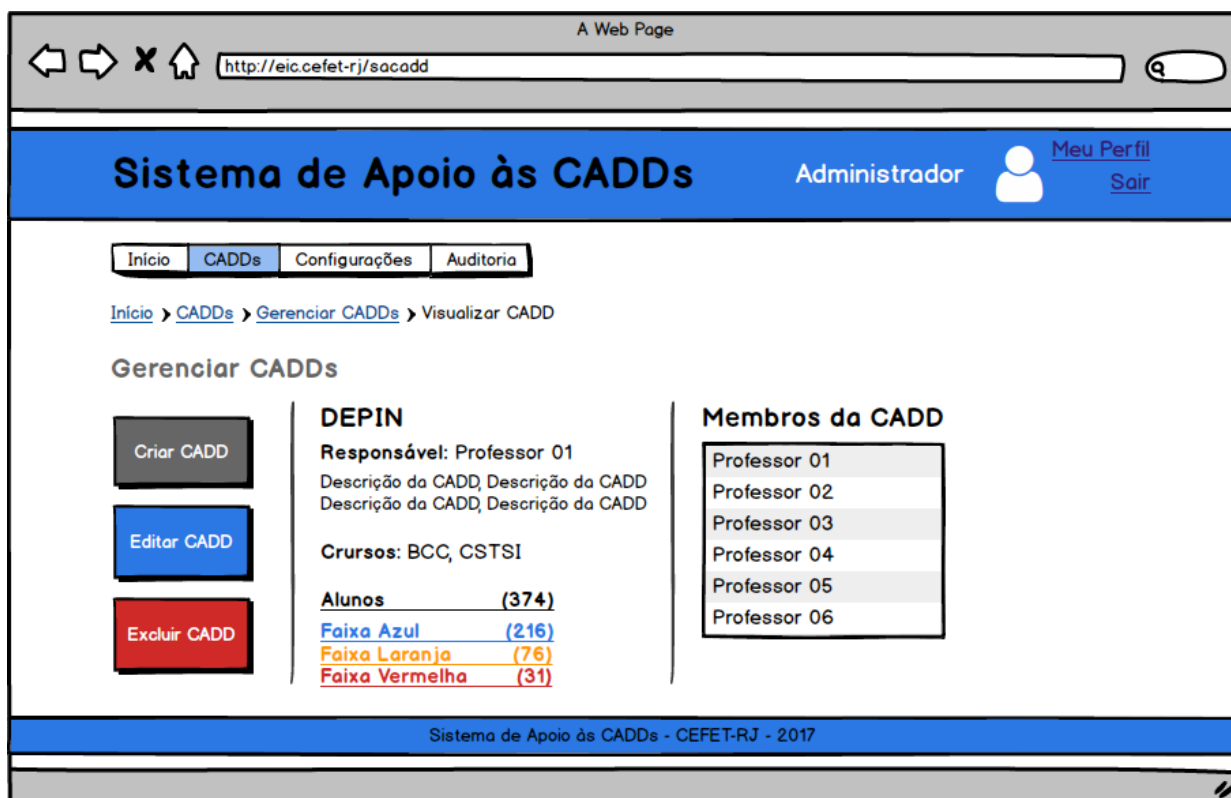 A Web Page
http://eic.cefet-rj/sacadd
Sistema de Apoio às CADDs
Administrador
Meu Perfil
Sair
Início CADDs Configurações Auditoria
Início ❯ CADDs ❯ Gerenciar CADDs ❯ Visualizar CADD
Gerenciar CADDs
Criar CADD
Editar CADD
Excluir CADD
DEPIN
Responsável: Professor 01
Descrição da CADD, Descrição da CADD
Descrição da CADD, Descrição da CADD
Crursos: BCC, CSTSI
Alunos (374)
Faixa Azul (216)
Faixa Laranja (76)
Faixa Vermelha (31)
Membros da CADD
Professor 01
Professor 02
Professor 03
Professor 04
Professor 05
Professor 06
Sistema de Apoio às CADDs - CEFET-RJ - 2017